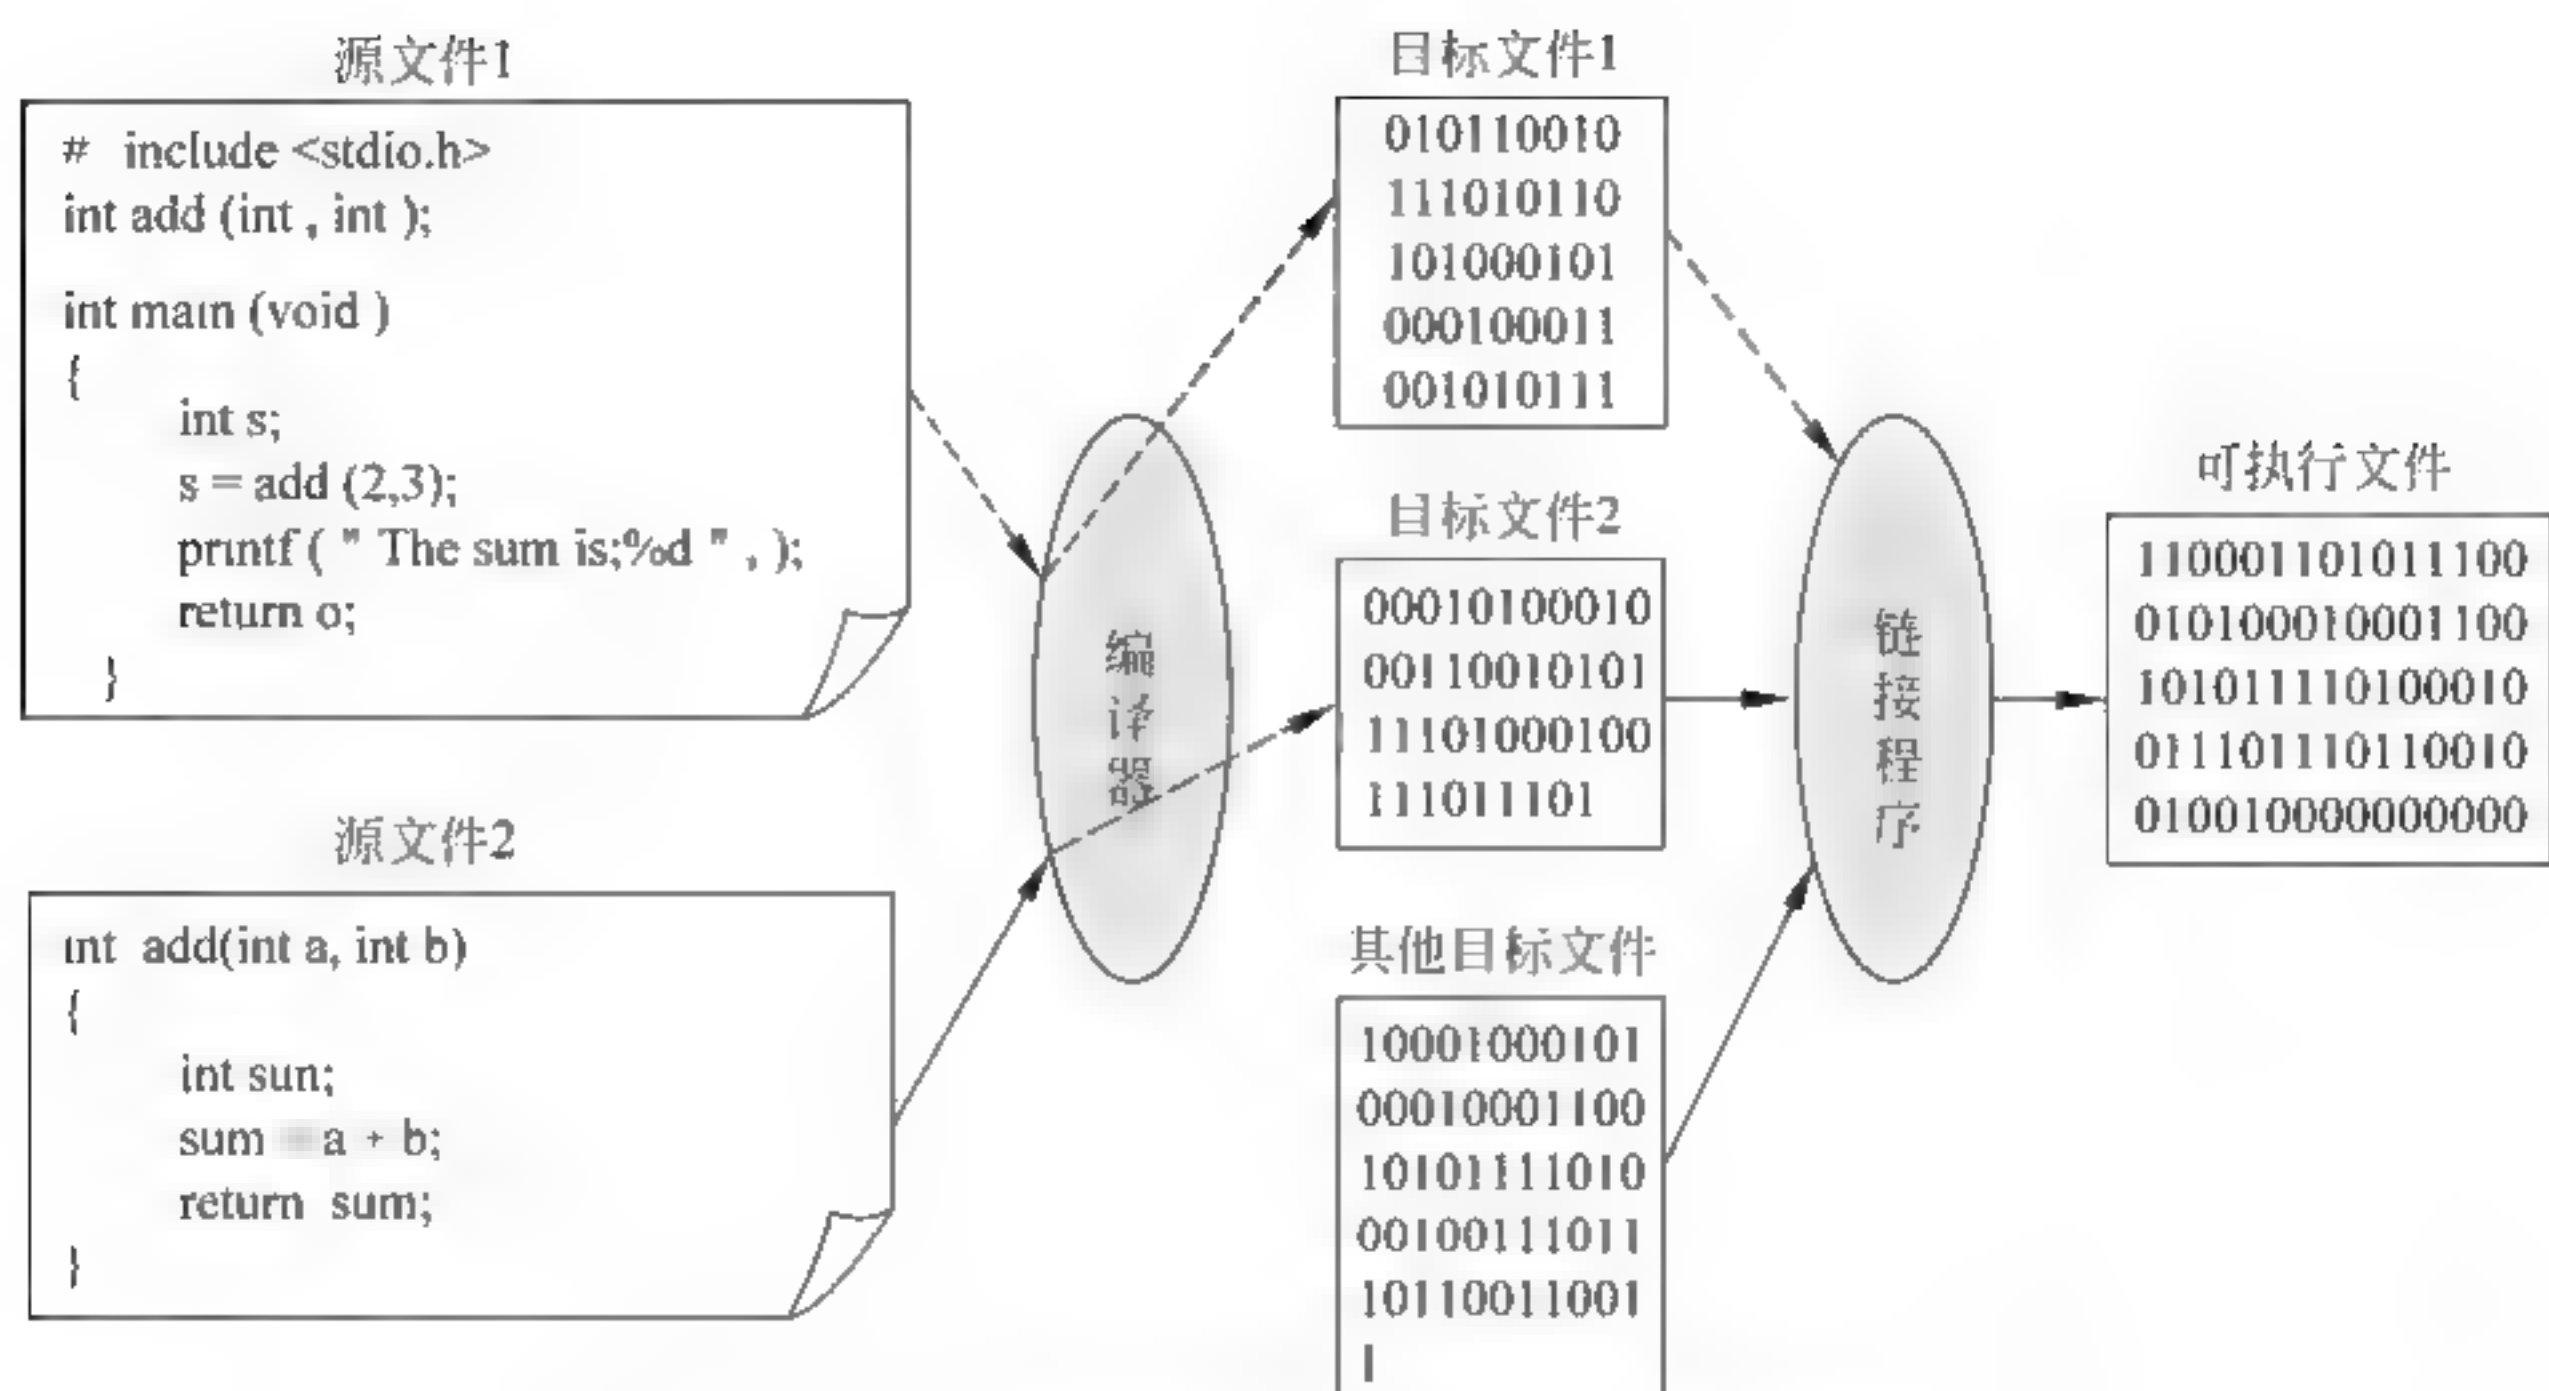 源文件1
# include <stdio.h>
int add (int , int );
int main (void )
{
int s;
s = add (2,3);
printf ( " The sum is;%d " , );
return o;
}
源文件2
int add(int a, int b)
{
int sun;
sum = a + b;
return sum;
}
编译器
目标文件1
010110010
111010110
101000101
000100011
001010111
目标文件2
00010100010
00110010101
11101000100
111011101
其他目标文件
10001000101
00010001100
10101111010
00100111011
10110011001
1
链接程序
可执行文件
110001101011100
010100010001100
101011110100010
011101110110010
010010000000000